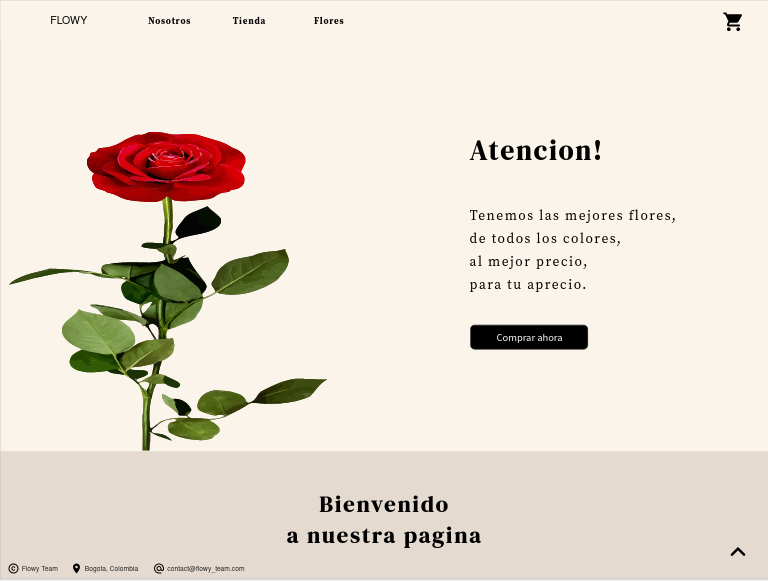 FLOWY Nosotros Tienda Flores
Atencion!
Tenemos las mejores flores,
de todos los colores,
al mejor precio,
para tu aprecio.
Comprar ahora
Bienvenido
a nuestra pagina
© Flowy Team Bogota, Colombia contact@flowy_team.com